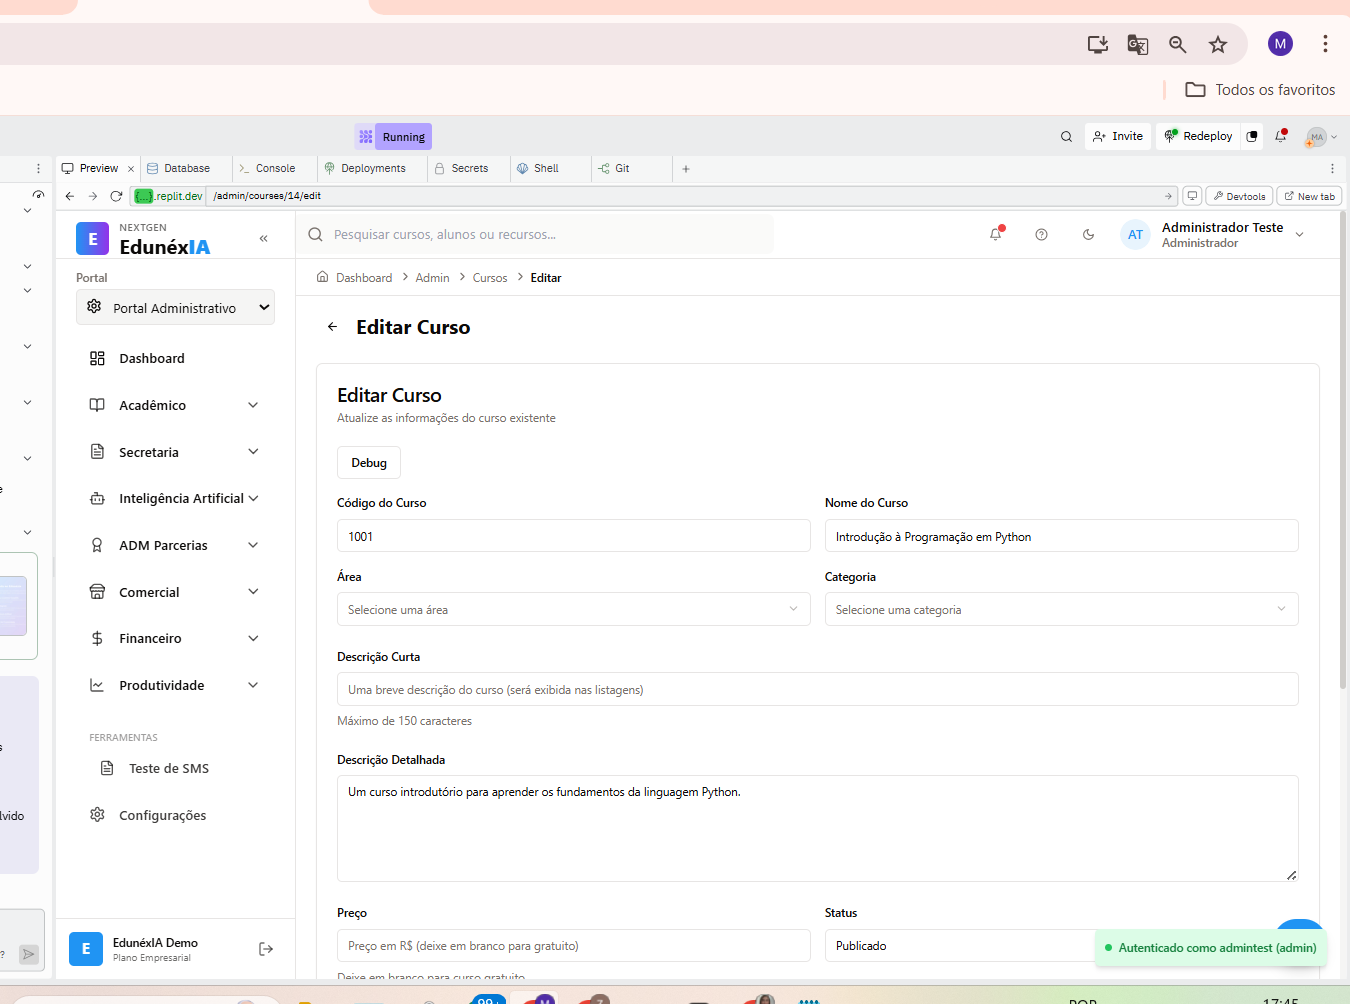 M
Todos os favoritos
Running
Invite
Redeploy
MA
Preview
Database
Console
Deployments
Secrets
Shell
Git
{...}.replit.dev
/admin/courses/14/edit
Devtools
New tab
E
NEXTGEN
EdunéxIA
Pesquisar cursos, alunos ou recursos...
AT
Administrador Teste
Administrador
Portal
Portal Administrativo
Dashboard
Acadêmico
Secretaria
Inteligência Artificial
ADM Parcerias
Comercial
Financeiro
Produtividade
FERRAMENTAS
Teste de SMS
Configurações
E
EdunéxIA Demo
Plano Empresarial
Dashboard > Admin > Cursos > Editar
Editar Curso
Editar Curso
Atualize as informações do curso existente
Debug
Código do Curso
1001
Nome do Curso
Introdução à Programação em Python
Área
Selecione uma área
Categoria
Selecione uma categoria
Descrição Curta
Uma breve descrição do curso (será exibida nas listagens)
Máximo de 150 caracteres
Descrição Detalhada
Um curso introdutório para aprender os fundamentos da linguagem Python.
Preço
Preço em R$ (deixe em branco para gratuito)
Deixe em branco para curso gratuito
Status
Publicado
Autenticado como admintest (admin)
99+
M
7
POR
17:45